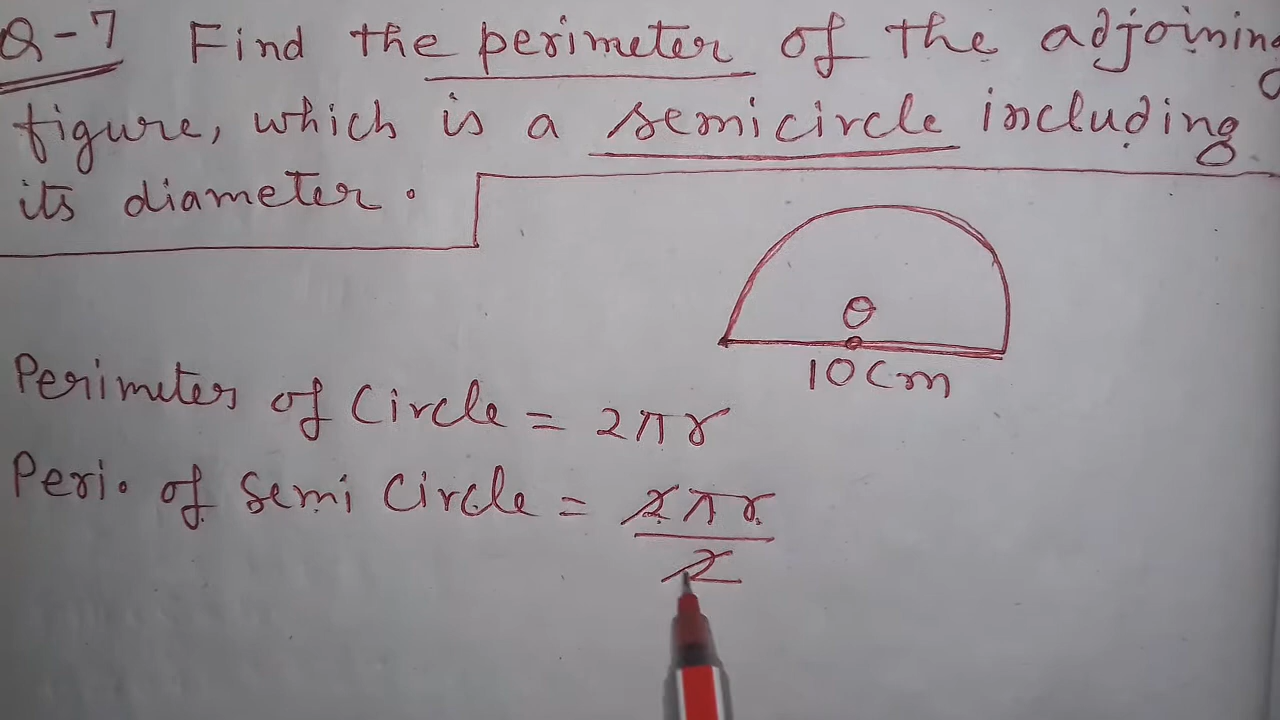 Q-7 Find the perimeter of the adjoining
figure, which is a semicircle including
its diameter.
O
10cm
Perimeter of Circle = 2πr
Peri. of Semi Circle = 2πr
2